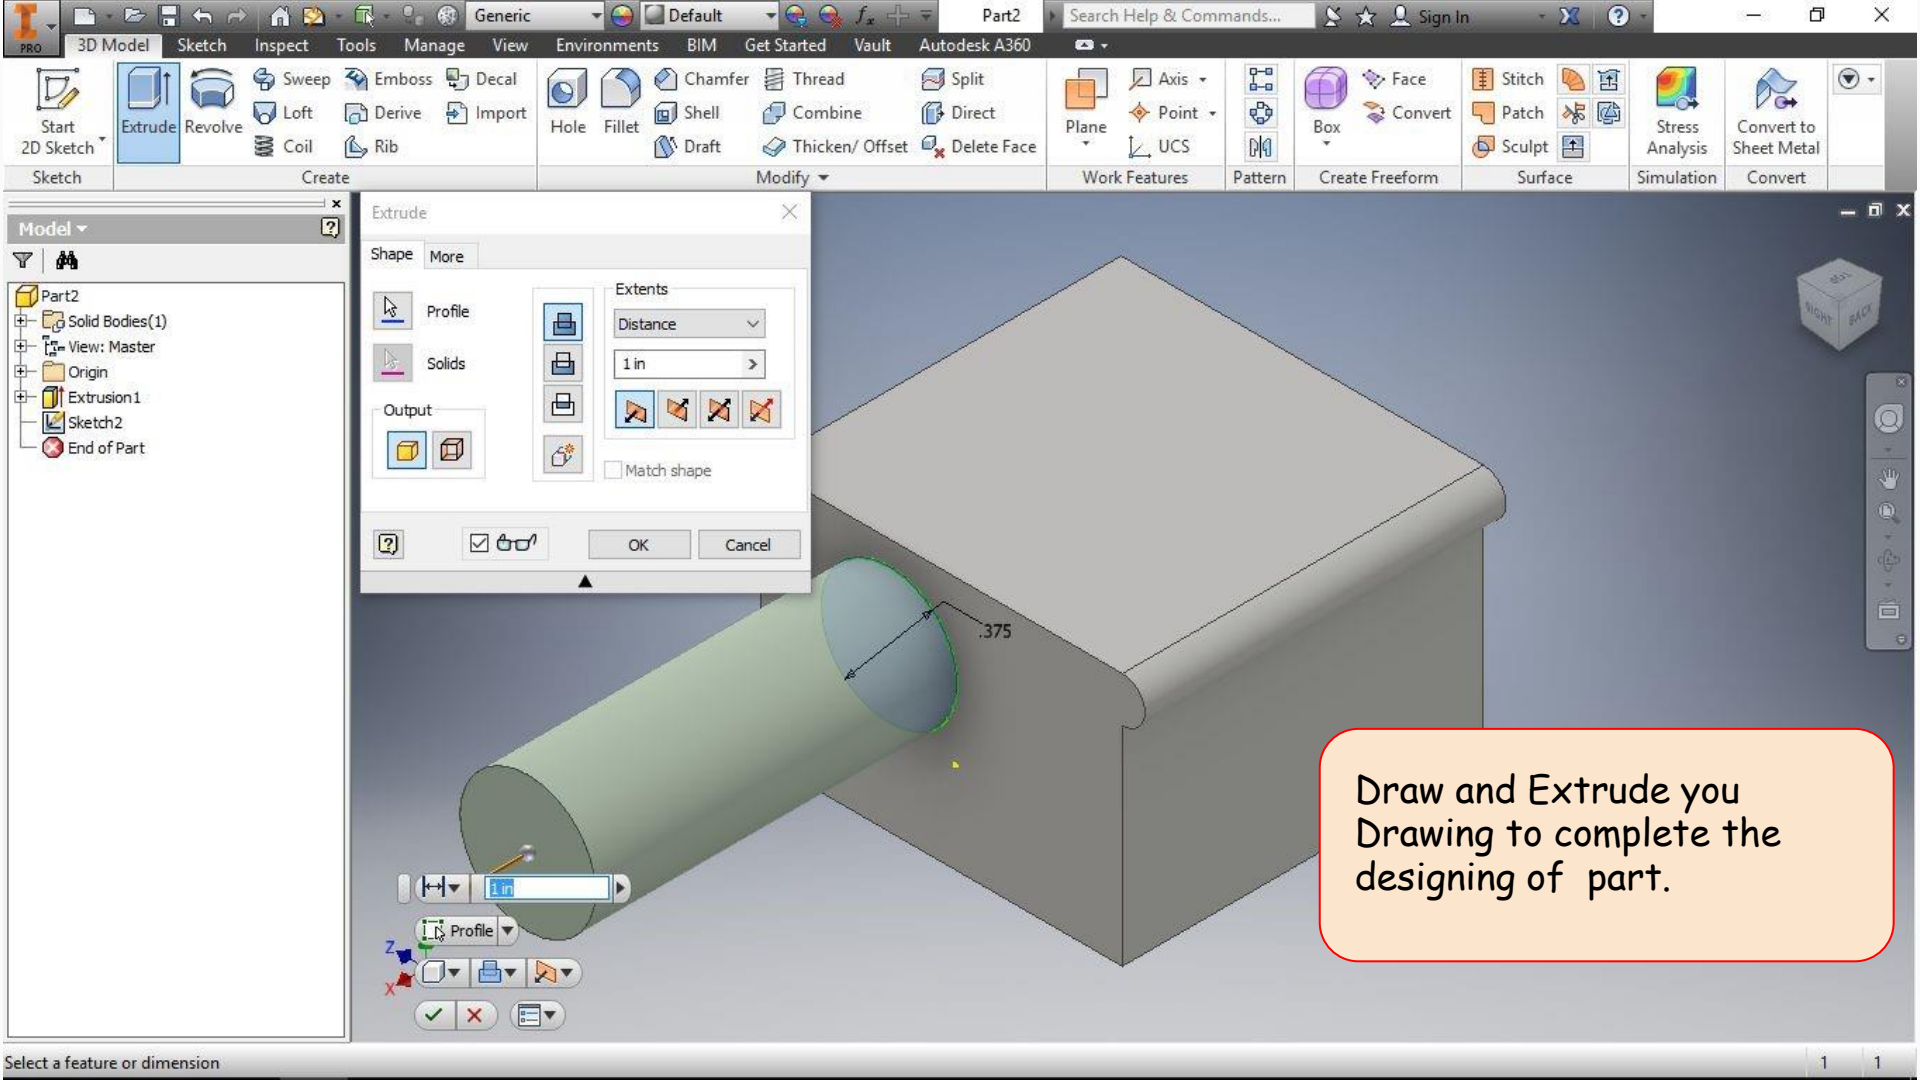 Generic
Default
Part2
Search Help & Commands...
Sign In
PRO
3D Model
Sketch
Inspect
Tools
Manage
View
Environments
BIM
Get Started
Vault
Autodesk A360
Start
2D Sketch
Extrude
Revolve
Sweep
Loft
Coil
Emboss
Derive
Rib
Decal
Import
Hole
Fillet
Chamfer
Shell
Draft
Thread
Combine
Thicken/ Offset
Split
Direct
Delete Face
Plane
Axis
Point
UCS
Box
Face
Convert
Stitch
Patch
Sculpt
Stress
Analysis
Convert to
Sheet Metal
Sketch
Create
Modify
Work Features
Pattern
Create Freeform
Surface
Simulation
Convert
Model
Part2
Solid Bodies(1)
View: Master
Origin
Extrusion1
Sketch2
End of Part
Extrude
Shape
More
Profile
Solids
Output
Extents
Distance
1 in
Match shape
OK
Cancel
TOP
RIGHT
BACK
.375
1 in
Profile
Z
X
Draw and Extrude you
Drawing to complete the
designing of part.
Select a feature or dimension
1
1